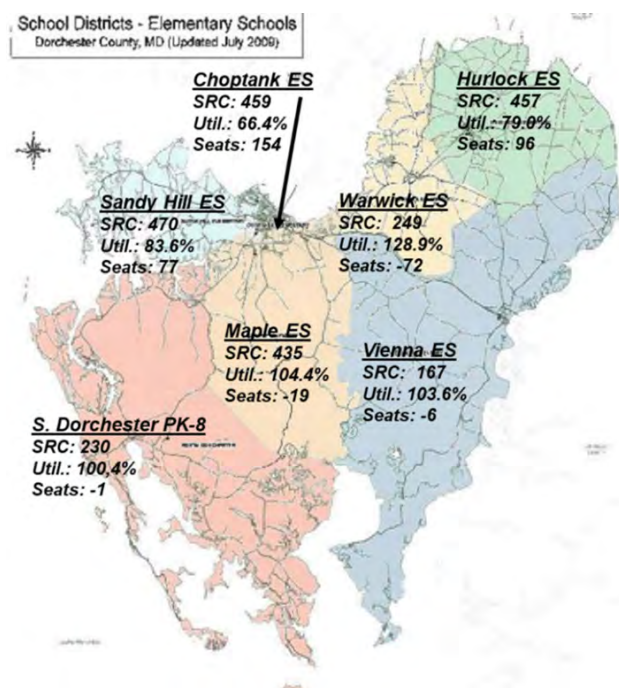 School Districts - Elementary Schools
Dorchester County, MD (Updated July 2009)
Choptank ES
SRC: 459
Util.: 66.4%
Seats: 154
Hurlock ES
SRC: 457
Util.: 79.0%
Seats: 96
Sandy Hill ES
SRC: 470
Util.: 83.6%
Seats: 77
Warwick ES
SRC: 249
Util.: 128.9%
Seats: -72
Maple ES
SRC: 435
Util.: 104.4%
Seats: -19
Vienna ES
SRC: 167
Util.: 103.6%
Seats: -6
S. Dorchester PK-8
SRC: 230
Util.: 100,4%
Seats: -1